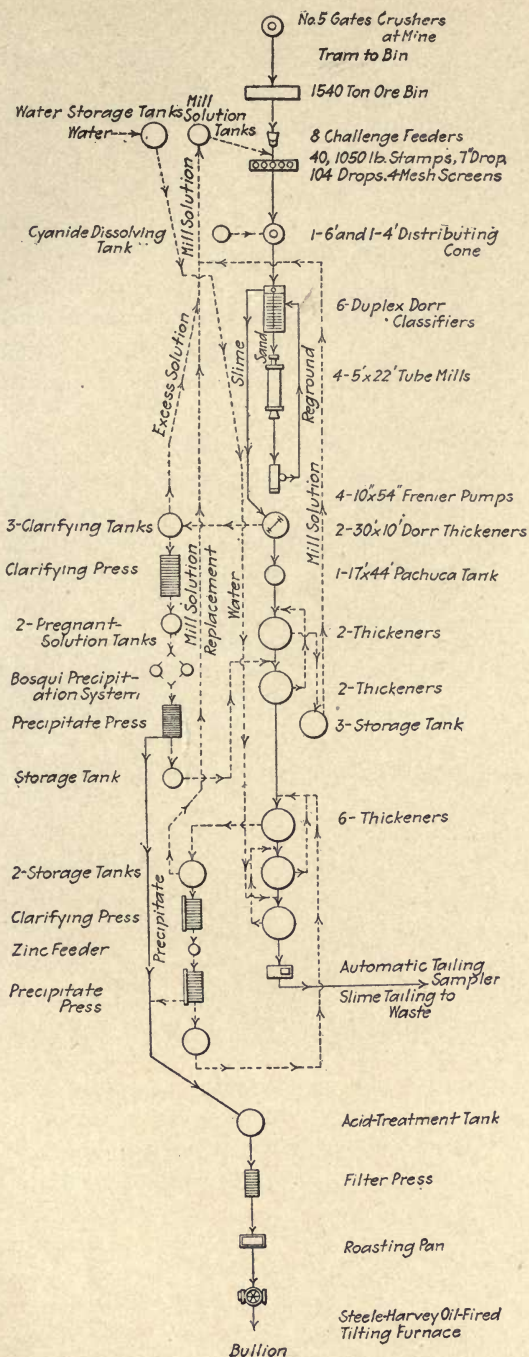 No.5 Gates Crushers
at Mine
Tram to Bin
1540 Ton Ore Bin
Water Storage Tanks
Water
Mill
Solution
Tanks
8 Challenge Feeders
40, 1050 lb. Stamps, 7" Drop,
104 Drops. 4 Mesh Screens
Mill Solution
Cyanide Dissolving
Tank
1-6' and 1-4' Distributing
Cone
6-Duplex Dorr
Classifiers
Sand
Slime
Reground
Excess Solution
4-5'x22' Tube Mills
Mill Solution
4-10"x54" Frenier Pumps
3-Clarifying Tanks
2-30'x10' Dorr Thickeners
Clarifying Press
1-17'x44' Pachuca Tank
Mill Solution
Replacement
Water
2-Pregnant-
Solution Tanks
2-Thickeners
Bosqui Precipit-
ation System
2-Thickeners
Precipitate Press
3-Storage Tank
Storage Tank
6-Thickeners
2-Storage Tanks
Precipitate
Clarifying Press
Zinc Feeder
Automatic Tailing
Sampler
Precipitate
Press
Slime Tailing to
Waste
Acid-Treatment Tank
Filter Press
Roasting Pan
Steele-Harvey Oil-Fired
Tilting Furnace
Bullion